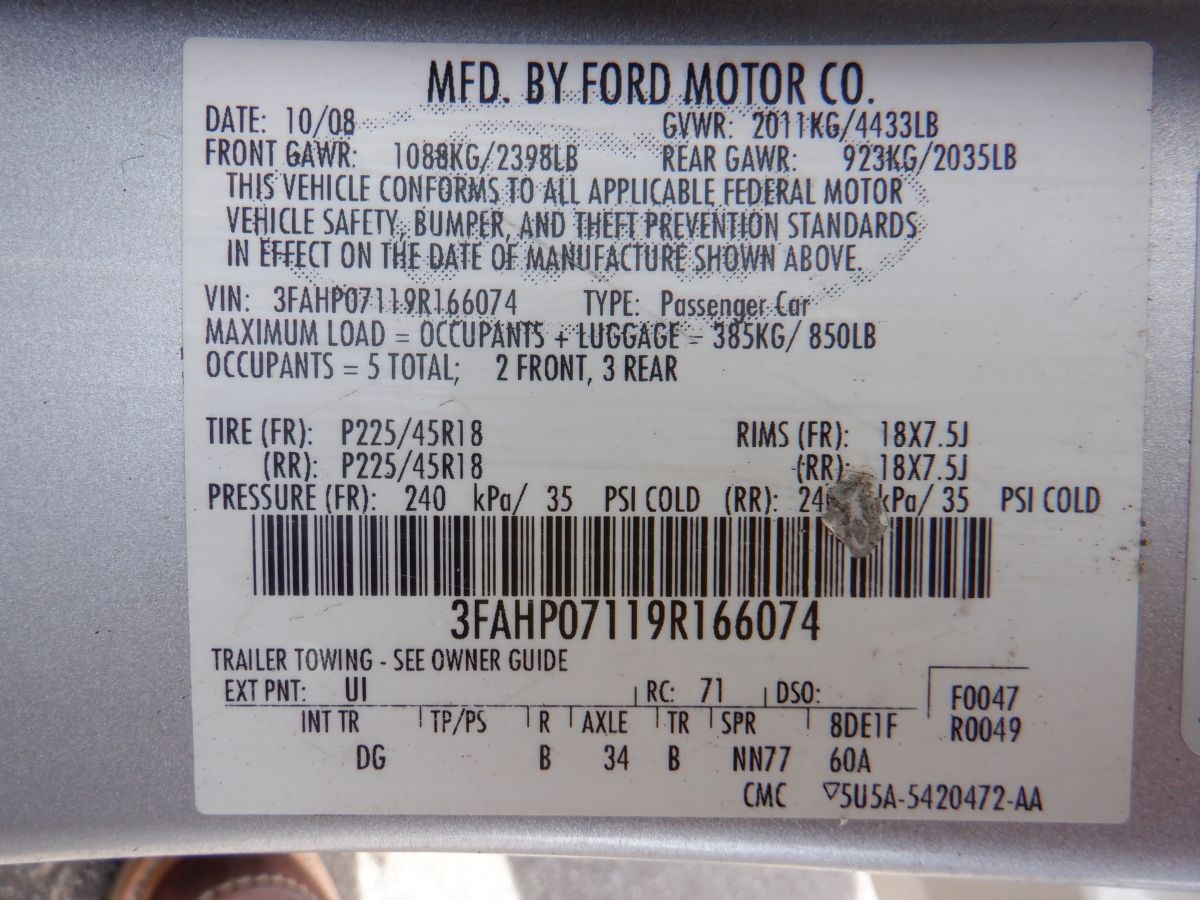 MFD. BY FORD MOTOR CO.
DATE: 10/08 GVWR: 2011KG/4433LB
FRONT GAWR: 1088KG/2398LB REAR GAWR: 923KG/2035LB
THIS VEHICLE CONFORMS TO ALL APPLICABLE FEDERAL MOTOR
VEHICLE SAFETY, BUMPER, AND THEFT PREVENTION STANDARDS
IN EFFECT ON THE DATE OF MANUFACTURE SHOWN ABOVE.
VIN: 3FAHP07119R166074 TYPE: Passenger Car
MAXIMUM LOAD = OCCUPANTS + LUGGAGE = 385KG/ 850LB
OCCUPANTS = 5 TOTAL; 2 FRONT, 3 REAR
TIRE (FR): P225/45R18 RIMS (FR): 18X7.5J
(RR): P225/45R18 (RR): 18X7.5J
PRESSURE (FR): 240 kPa/ 35 PSI COLD (RR): kPa/ 35 PSI COLD
3FAHP07119R166074
TRAILER TOWING - SEE OWNER GUIDE
EXT PNT: UI RC: 71 DSO: F0047
INT TR TP/PS R AXLE TR SPR 8DE1F R0049
DG B 34 B NN77 60A
CMC ▽5U5A-5420472-AA